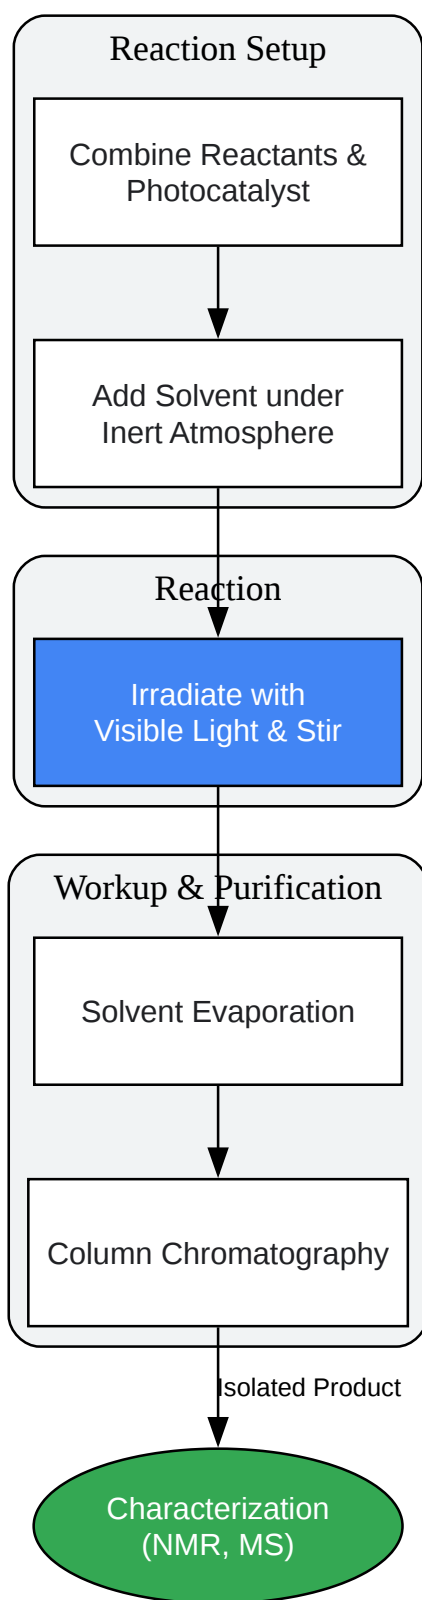 Reaction Setup
Combine Reactants &
Photocatalyst
Add Solvent under
Inert Atmosphere
Reaction
Irradiate with
Visible Light & Stir
Workup & Purification
Solvent Evaporation
Column Chromatography
Isolated Product
Characterization
(NMR, MS)